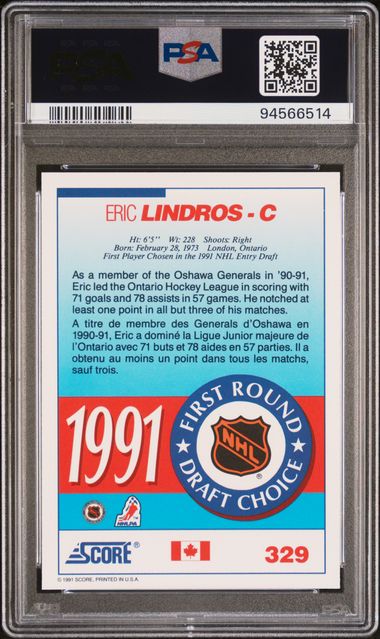 PSA
PSA
94566514
ERIC LINDROS - C
Ht: 6'5'' Wt: 228 Shoots: Right
Born: February 28, 1973 London, Ontario
First Player Chosen in the 1991 NHL Entry Draft
As a member of the Oshawa Generals in '90-91,
Eric led the Ontario Hockey League in scoring with
71 goals and 78 assists in 57 games. He notched at
least one point in all but three of his matches.
A titre de membre des Generals d'Oshawa en
1990-91, Eric a dominé la Ligue Junior majeure de
l'Ontario avec 71 buts et 78 aides en 57 parties. Il a
obtenu au moins un point dans tous les matchs,
sauf trois.
1991
★ FIRST ROUND ★
NHL
DRAFT CHOICE
NHL
NHLPA
SCORE®
329
© 1991 SCORE, PRINTED IN U.S.A.